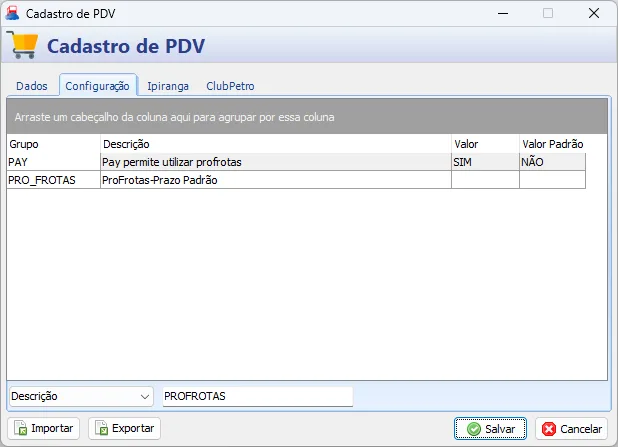 Cadastro de PDV
Cadastro de PDV
Dados Configuração Ipiranga ClubPetro
Arraste um cabeçalho da coluna aqui para agrupar por essa coluna
Grupo Descrição Valor Valor Padrão
PAY Pay permite utilizar profrotas SIM NÃO
PRO_FROTAS ProFrotas-Prazo Padrão
Descrição PROFROTAS
Importar Exportar Salvar Cancelar